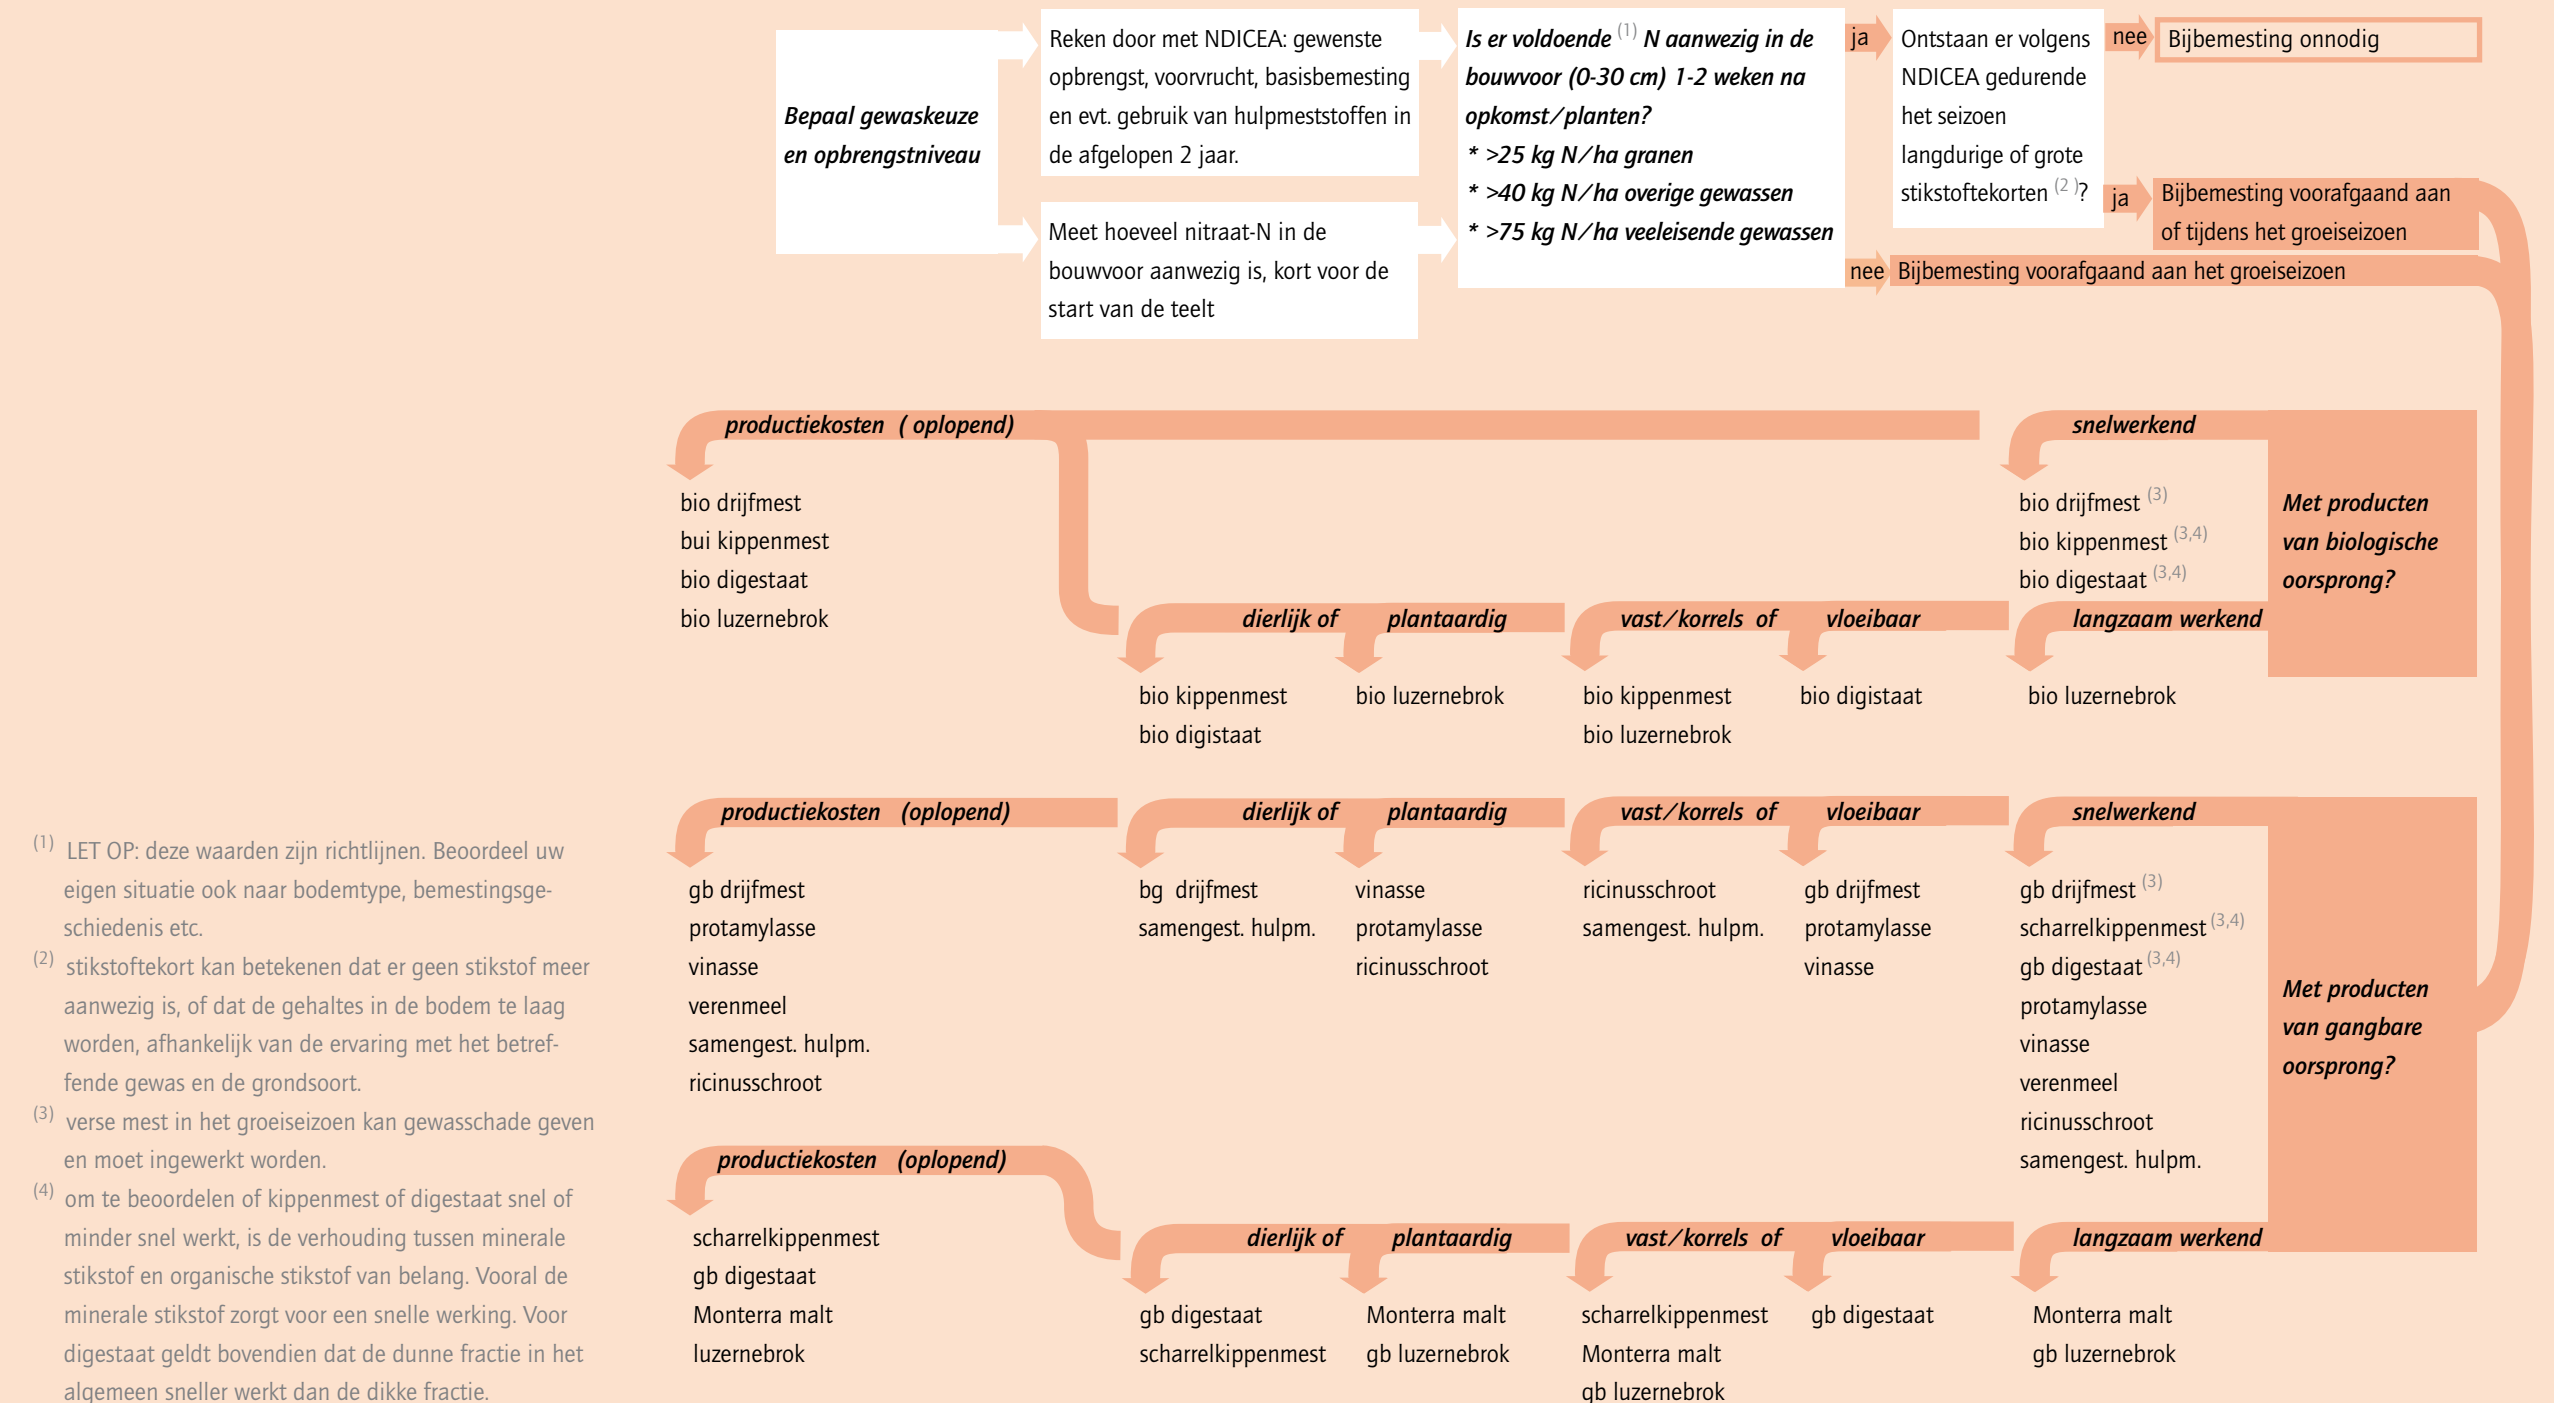 Bepaal gewaskeuze
en opbrengstniveau
Reken door met NDICEA: gewenste
opbrengst, voorvrucht, basisbemesting
en evt. gebruik van hulpmeststoffen in
de afgelopen 2 jaar.
Meet hoeveel nitraat-N in de
bouwvoor aanwezig is, kort voor de
start van de teelt
Is er voldoende (1) N aanwezig in de
bouwvoor (0-30 cm) 1-2 weken na
opkomst/planten?
* >25 kg N/ha granen
* >40 kg N/ha overige gewassen
* >75 kg N/ha veeleisende gewassen
ja
Ontstaan er volgens
NDICEA gedurende
het seizoen
langdurige of grote
stikstoftekorten (2 )?
nee
Bijbemesting onnodig
ja
Bijbemesting voorafgaand aan
of tijdens het groeiseizoen
nee
Bijbemesting voorafgaand aan het groeiseizoen
productiekosten ( oplopend)
bio drijfmest
bui kippenmest
bio digestaat
bio luzernebrok
snelwerkend
bio drijfmest (3)
bio kippenmest (3,4)
bio digestaat (3,4)
Met producten
van biologische
oorsprong?
dierlijk of
bio kippenmest
bio digistaat
plantaardig
bio luzernebrok
vast/korrels of
bio kippenmest
bio luzernebrok
vloeibaar
bio digistaat
langzaam werkend
bio luzernebrok
productiekosten (oplopend)
gb drijfmest
protamylasse
vinasse
verenmeel
samengest. hulpm.
ricinusschroot
dierlijk of
bg drijfmest
samengest. hulpm.
plantaardig
vinasse
protamylasse
ricinusschroot
vast/korrels of
ricinusschroot
samengest. hulpm.
vloeibaar
gb drijfmest
protamylasse
vinasse
snelwerkend
gb drijfmest (3)
scharrelkippenmest (3,4)
gb digestaat (3,4)
protamylasse
vinasse
verenmeel
ricinusschroot
samengest. hulpm.
Met producten
van gangbare
oorsprong?
productiekosten (oplopend)
scharrelkippenmest
gb digestaat
Monterra malt
luzernebrok
dierlijk of
gb digestaat
scharrelkippenmest
plantaardig
Monterra malt
gb luzernebrok
vast/korrels of
scharrelkippenmest
Monterra malt
gb luzernebrok
vloeibaar
gb digestaat
langzaam werkend
Monterra malt
gb luzernebrok
(1) LET OP: deze waarden zijn richtlijnen. Beoordeel uw
eigen situatie ook naar bodemtype, bemestingsge-
schiedenis etc.
(2) stikstoftekort kan betekenen dat er geen stikstof meer
aanwezig is, of dat de gehaltes in de bodem te laag
worden, afhankelijk van de ervaring met het betref-
fende gewas en de grondsoort.
(3) verse mest in het groeiseizoen kan gewasschade geven
en moet ingewerkt worden.
(4) om te beoordelen of kippenmest of digestaat snel of
minder snel werkt, is de verhouding tussen minerale
stikstof en organische stikstof van belang. Vooral de
minerale stikstof zorgt voor een snelle werking. Voor
digestaat geldt bovendien dat de dunne fractie in het
algemeen sneller werkt dan de dikke fractie.